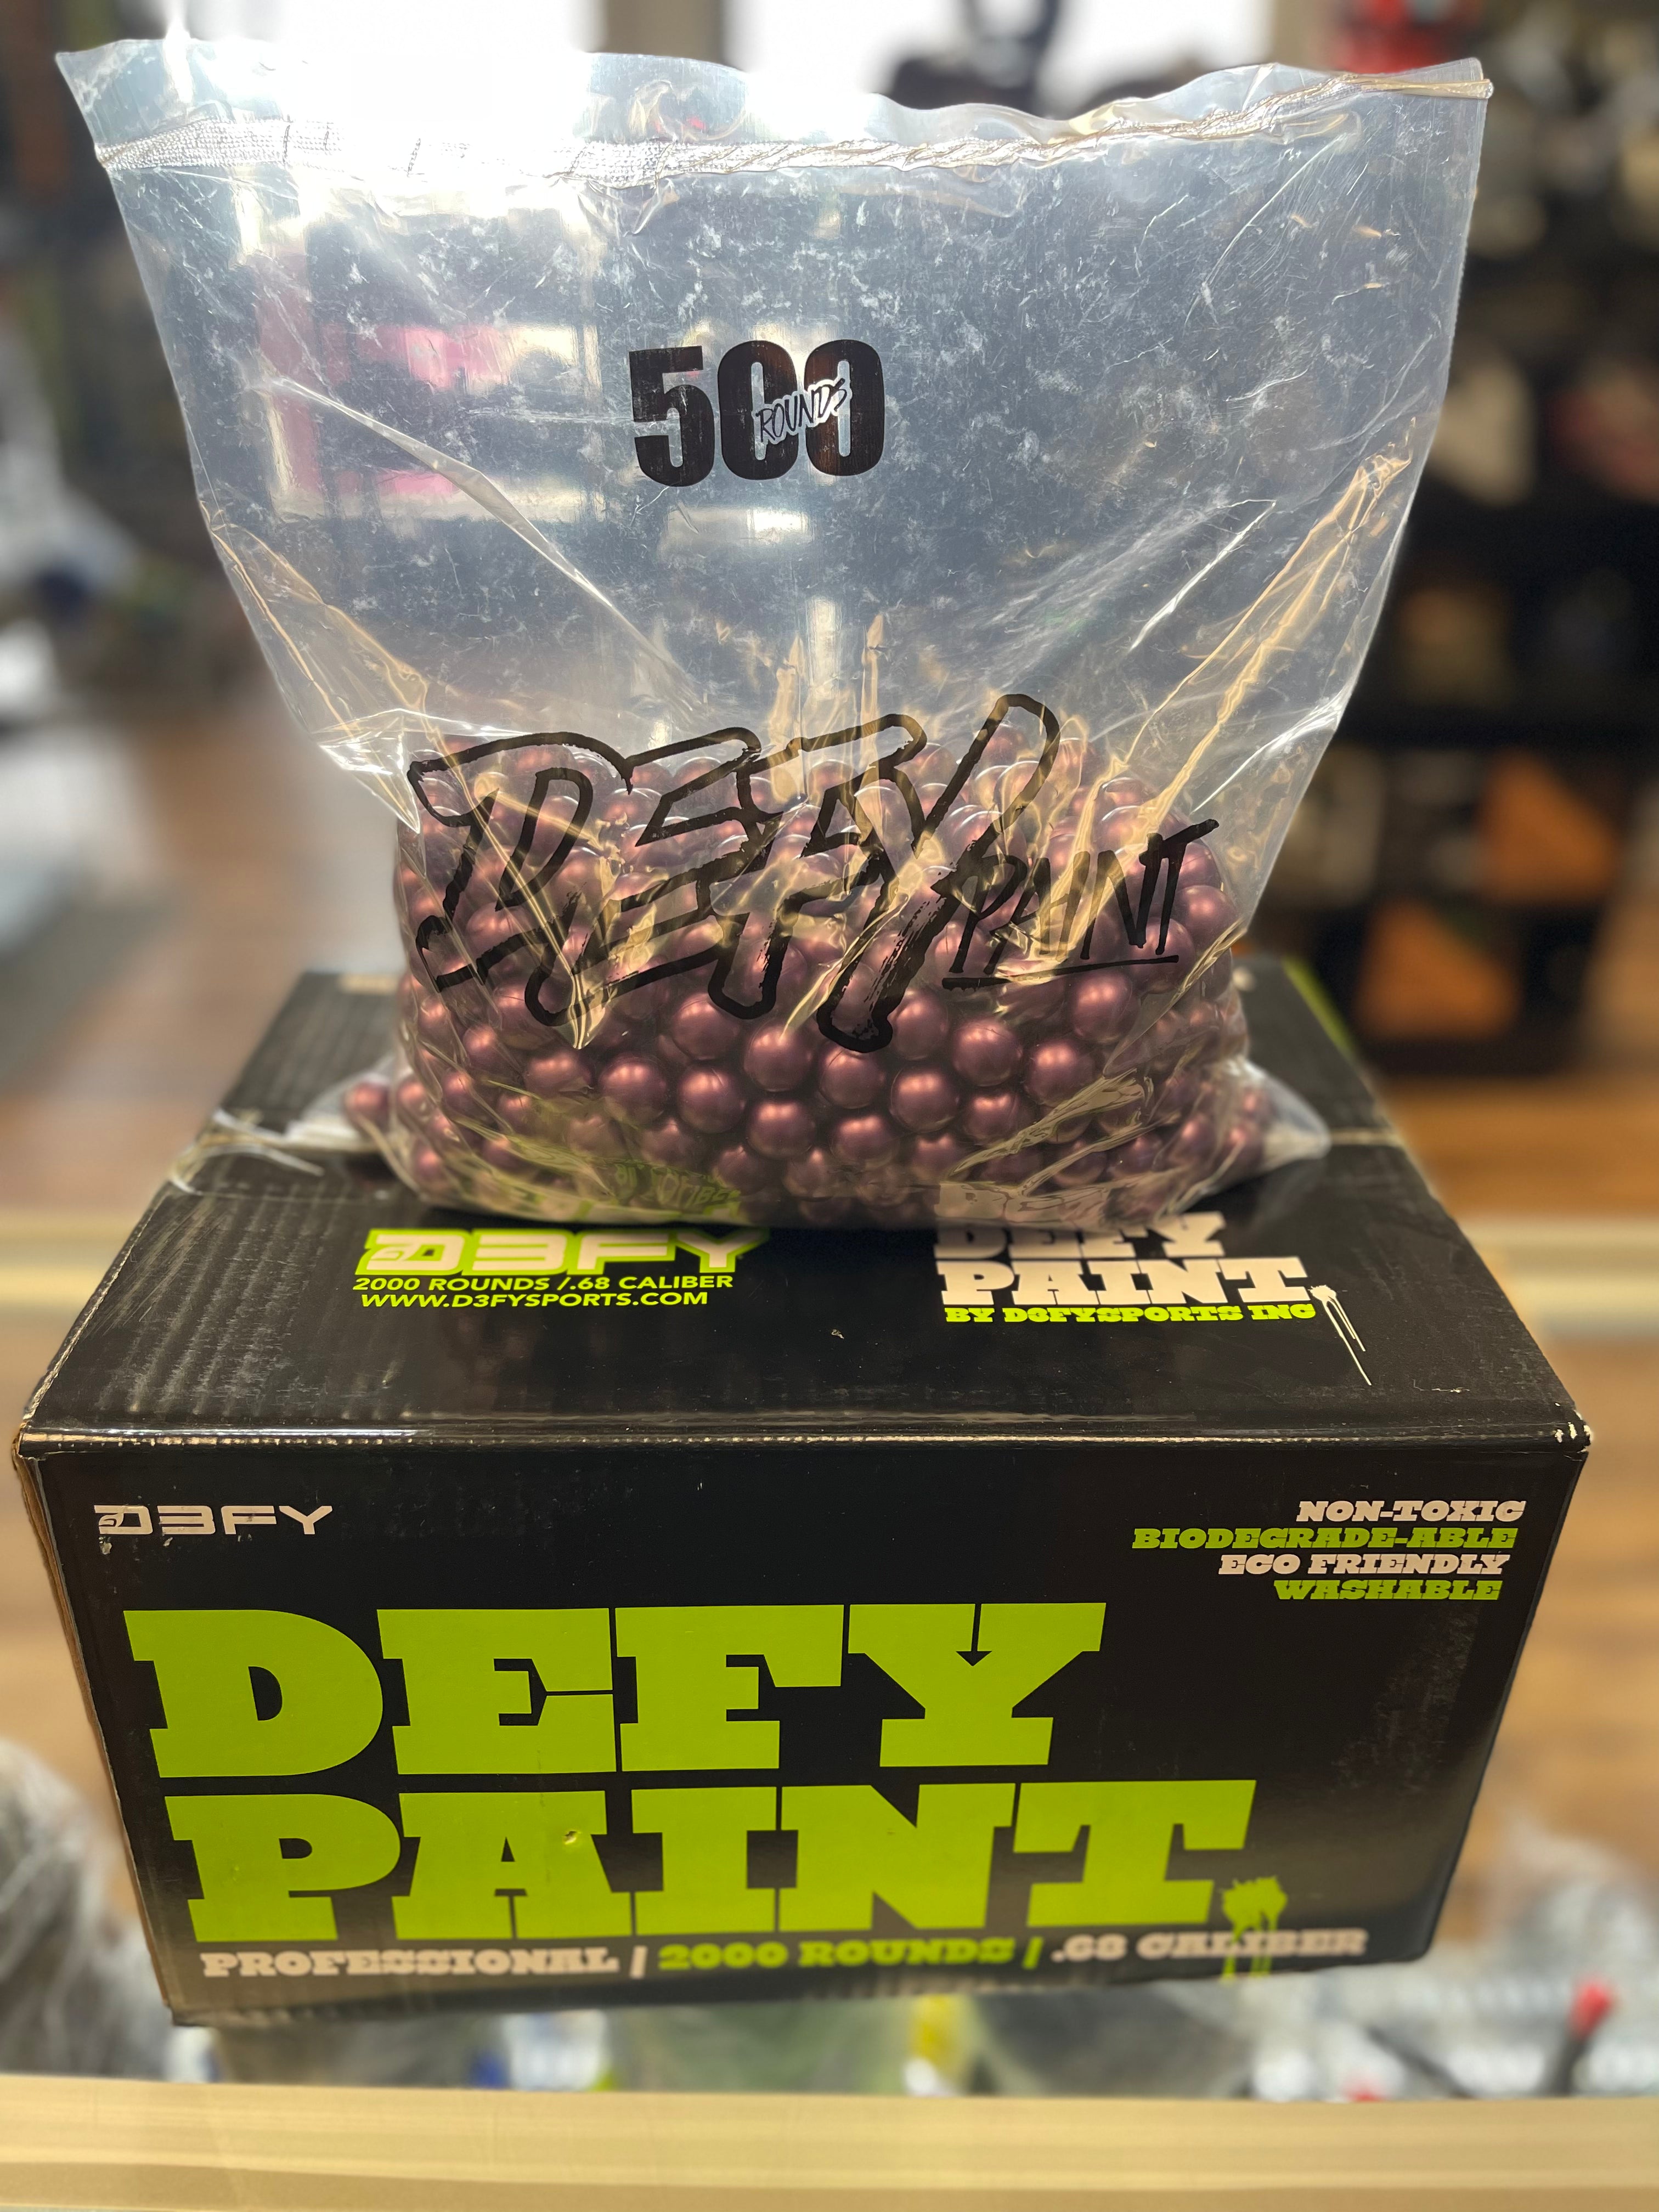 500
ROUNDS
DEFY PAINT
D3FY
2000 ROUNDS /.68 CALIBER
WWW.D3FYSPORTS.COM
DEFY
PAINT
BY D3FYSPORTS INC
D3FY
NON-TOXIC
BIODEGRADE-ABLE
ECO FRIENDLY
WASHABLE
DEFY
PAINT
PROFESSIONAL / 2000 ROUNDS / .68 CALIBER